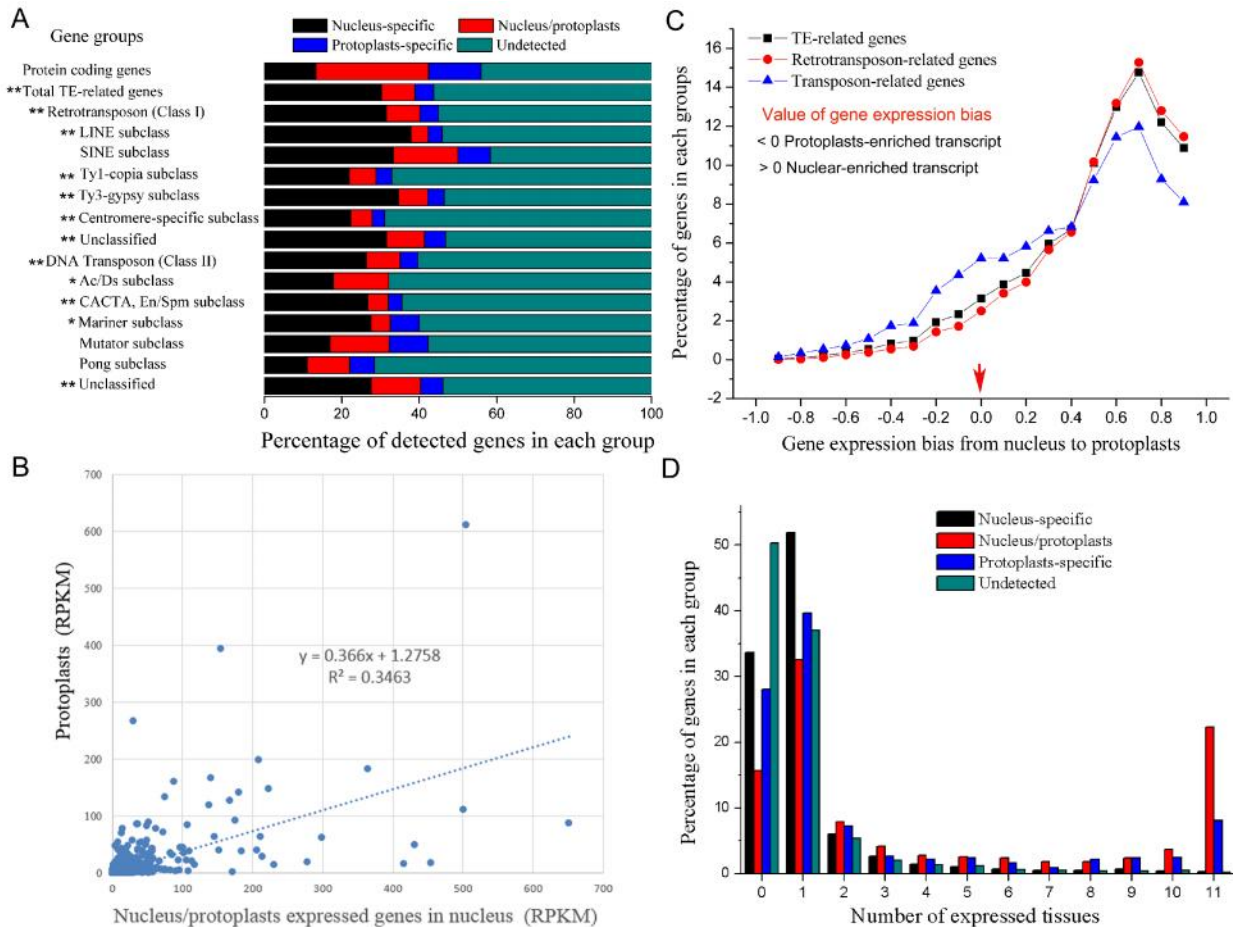 A
Gene groups
Nucleus-specific
Nucleus/protoplasts
Protoplasts-specific
Undetected
Protein coding genes
**Total TE-related genes
**Retrotransposon (Class I)
** LINE subclass
SINE subclass
** Ty1-copia subclass
** Ty3-gypsy subclass
** Centromere-specific subclass
** Unclassified
**DNA Transposon (Class II)
* Ac/Ds subclass
** CACTA, En/Spm subclass
* Mariner subclass
Mutator subclass
Pong subclass
** Unclassified
0 20 40 60 80 100
Percentage of detected genes in each group
B
Protoplasts (RPKM)
700
600
500
400
300
200
100
0
y = 0.366x + 1.2758
R² = 0.3463
0 100 200 300 400 500 600 700
Nucleus/protoplasts expressed genes in nucleus (RPKM)
C
Percentage of genes in each groups
16
14
12
10
8
6
4
2
0
-2
TE-related genes
Retrotransposon-related genes
Transposon-related genes
Value of gene expression bias
< 0 Protoplasts-enriched transcript
> 0 Nuclear-enriched transcript
-1.0 -0.8 -0.6 -0.4 -0.2 0.0 0.2 0.4 0.6 0.8 1.0
Gene expression bias from nucleus to protoplasts
D
Percentage of genes in each group
50
40
30
20
10
0
Nucleus-specific
Nucleus/protoplasts
Protoplasts-specific
Undetected
0 1 2 3 4 5 6 7 8 9 10 11
Number of expressed tissues